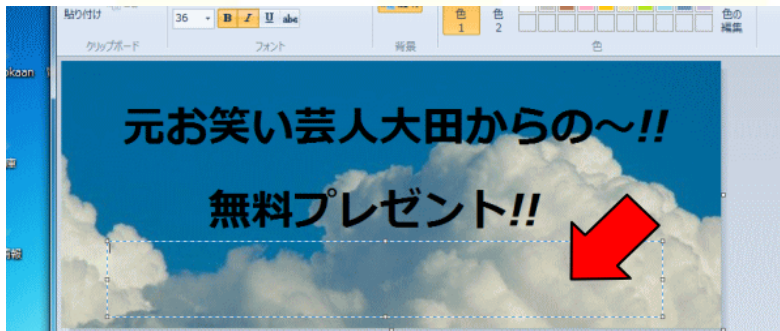 貼り付け
36
B I U abc
色 1
色 2
色の 編集
クリップボード
フォント
背景
色
元お笑い芸人大田からの～!!
無料プレゼント!!